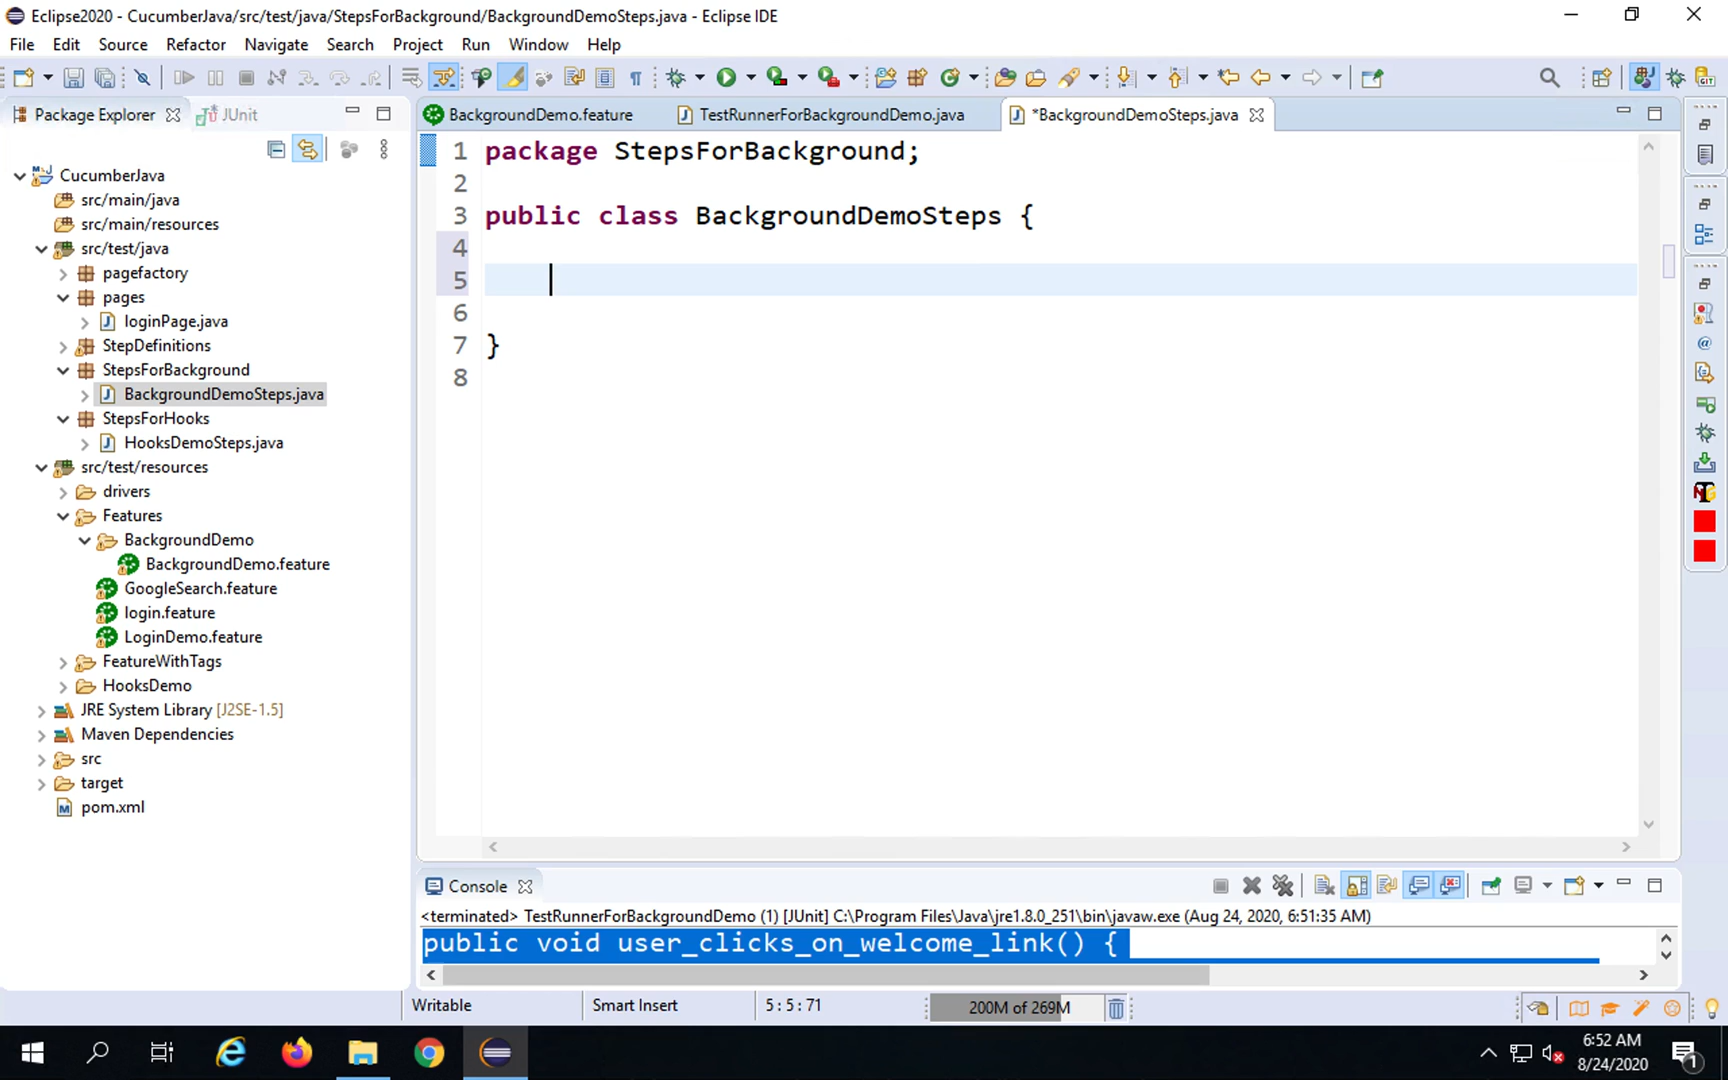 Eclipse2020 - CucumberJava/src/test/java/StepsForBackground/BackgroundDemoSteps.java - Eclipse IDE
File Edit Source Refactor Navigate Search Project Run Window Help
Package Explorer JUnit
BackgroundDemo.feature TestRunnerForBackgroundDemo.java *BackgroundDemoSteps.java
CucumberJava
src/main/java
src/main/resources
src/test/java
pagefactory
pages
loginPage.java
StepDefinitions
StepsForBackground
BackgroundDemoSteps.java
StepsForHooks
HooksDemoSteps.java
src/test/resources
drivers
Features
BackgroundDemo
BackgroundDemo.feature
GoogleSearch.feature
login.feature
LoginDemo.feature
FeatureWithTags
HooksDemo
JRE System Library [J2SE-1.5]
Maven Dependencies
src
target
pom.xml
1 package StepsForBackground;
2
3 public class BackgroundDemoSteps {
4
5
6
7 }
8
Console
<terminated> TestRunnerForBackgroundDemo (1) [JUnit] C:\Program Files\Java\jre1.8.0_251\bin\javaw.exe (Aug 24, 2020, 6:51:35 AM)
public void user_clicks_on_welcome_link() {
Writable Smart Insert 5 : 5 : 71 200M of 269M
6:52 AM
8/24/2020
1